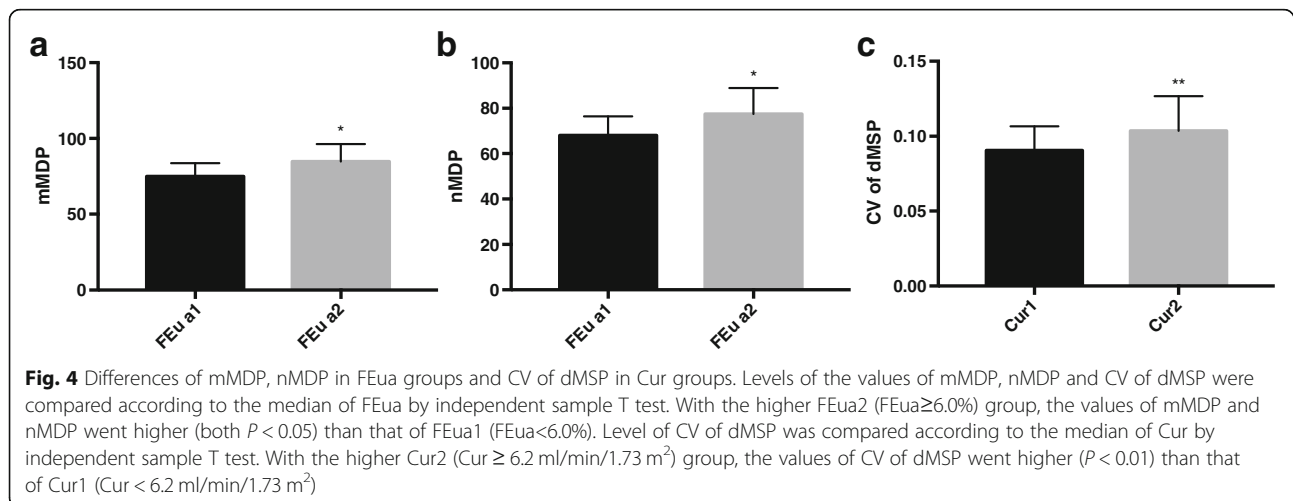 a
150
100
50
0
mMDP
*
FEu a1
FEu a2
b
100
80
60
40
20
0
nMDP
*
FEu a1
FEu a2
c
0.15
0.10
0.05
0.00
CV of dMSP
**
Cur1
Cur2
Fig. 4 Differences of mMDP, nMDP in FEua groups and CV of dMSP in Cur groups. Levels of the values of mMDP, nMDP and CV of dMSP were
compared according to the median of FEua by independent sample T test. With the higher FEua2 (FEua≥6.0%) group, the values of mMDP and
nMDP went higher (both P < 0.05) than that of FEua1 (FEua<6.0%). Level of CV of dMSP was compared according to the median of Cur by
independent sample T test. With the higher Cur2 (Cur ≥ 6.2 ml/min/1.73 m²) group, the values of CV of dMSP went higher (P < 0.01) than that
of Cur1 (Cur < 6.2 ml/min/1.73 m²)